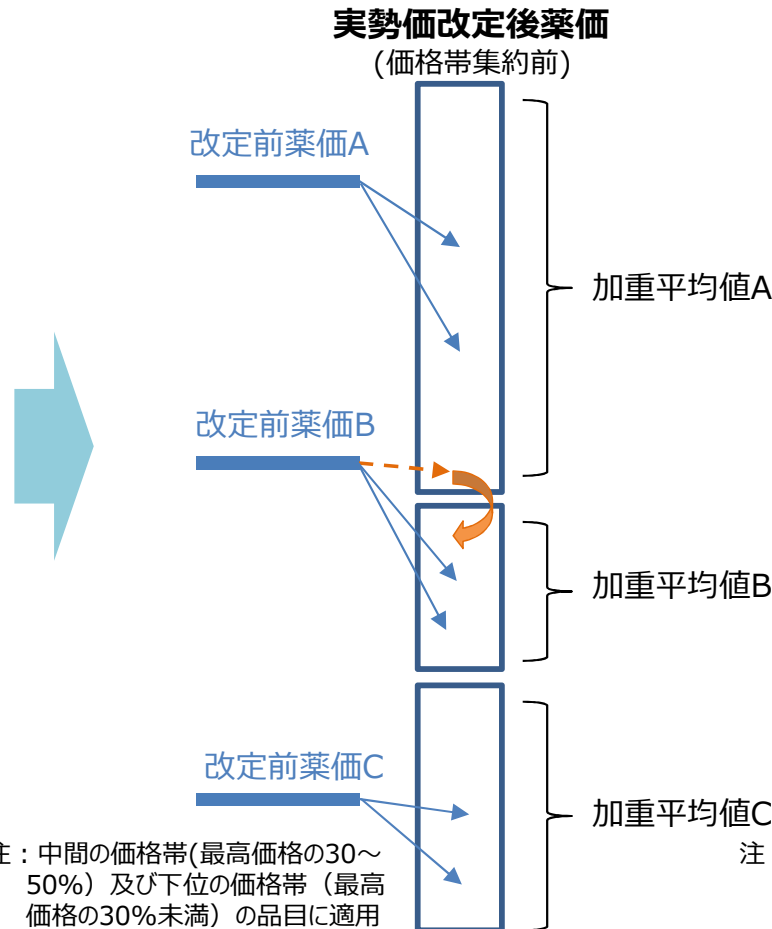 実勢価改定後薬価
(価格帯集約前)
改定前薬価A
加重平均値A
改定前薬価B
加重平均値B
改定前薬価C
加重平均値C
注：中間の価格帯(最高価格の30～
50%）及び下位の価格帯（最高
価格の30%未満）の品目に適用
注